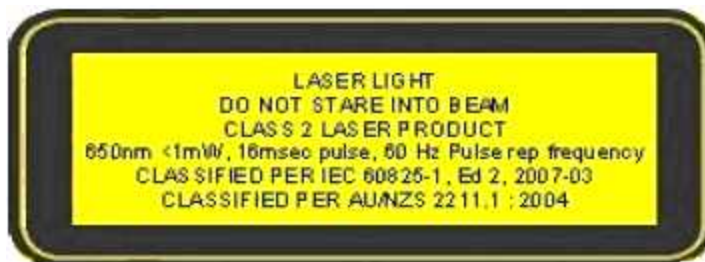 LASER LIGHT
DO NOT STARE INTO BEAM
CLASS 2 LASER PRODUCT
650nm <1mW, 16msec pulse, 60 Hz Pulse rep frequency
CLASSIFIED PER IEC 60825-1, Ed 2, 2007-03
CLASSIFIED PER AU/NZS 2211.1 : 2004